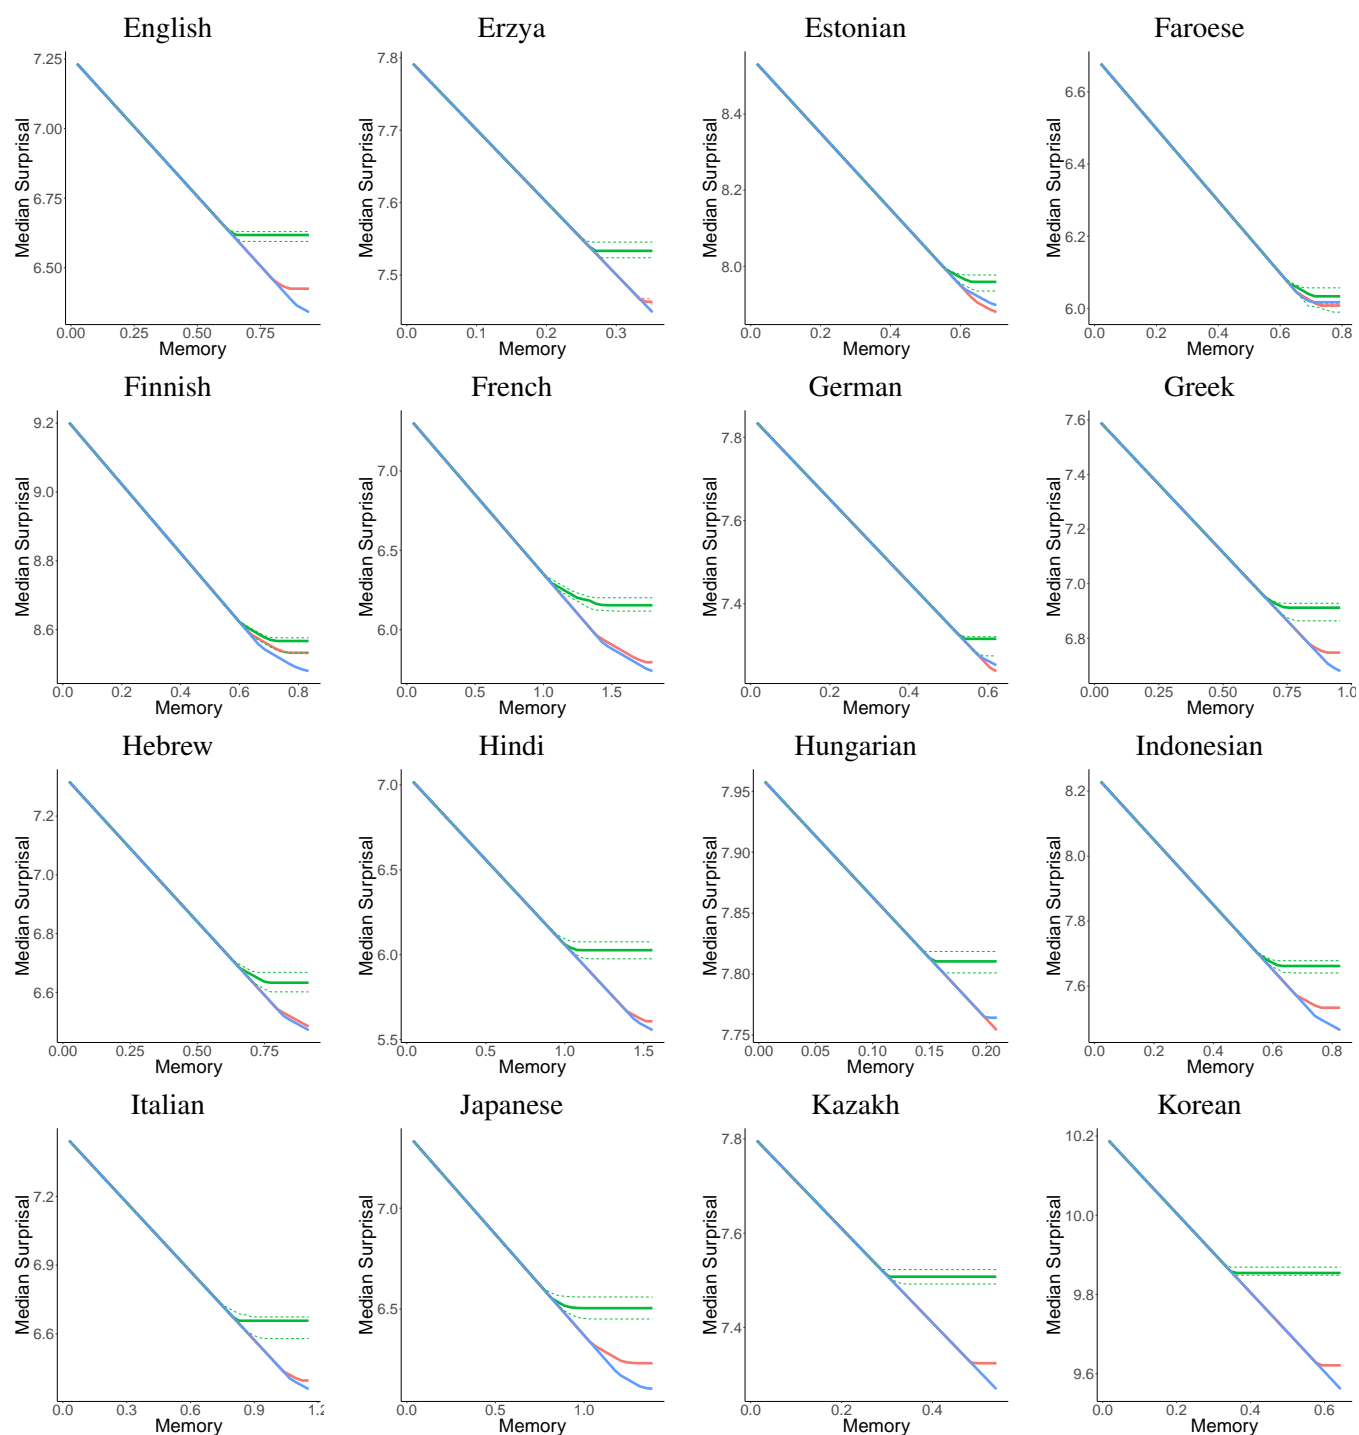 English
Erzya
Estonian
Faroese
Median Surprisal
7.25
7.00
6.75
6.50
0.00 0.25 0.50 0.75
Memory
Median Surprisal
7.8
7.7
7.6
7.5
0.0 0.1 0.2 0.3
Memory
Median Surprisal
8.4
8.2
8.0
0.0 0.2 0.4 0.6
Memory
Median Surprisal
6.6
6.4
6.2
6.0
0.0 0.2 0.4 0.6 0.8
Memory
Finnish
French
German
Greek
Median Surprisal
9.2
9.0
8.8
8.6
0.0 0.2 0.4 0.6 0.8
Memory
Median Surprisal
7.0
6.5
6.0
0.0 0.5 1.0 1.5
Memory
Median Surprisal
7.8
7.6
7.4
0.0 0.2 0.4 0.6
Memory
Median Surprisal
7.6
7.4
7.2
7.0
6.8
0.00 0.25 0.50 0.75 1.0
Memory
Hebrew
Hindi
Hungarian
Indonesian
Median Surprisal
7.2
7.0
6.8
6.6
0.00 0.25 0.50 0.75
Memory
Median Surprisal
7.0
6.5
6.0
5.5
0.0 0.5 1.0 1.5
Memory
Median Surprisal
7.95
7.90
7.85
7.80
7.75
0.00 0.05 0.10 0.15 0.20
Memory
Median Surprisal
8.2
8.0
7.8
7.6
0.0 0.2 0.4 0.6 0.8
Memory
Italian
Japanese
Kazakh
Korean
Median Surprisal
7.2
6.9
6.6
0.0 0.3 0.6 0.9
Memory
Median Surprisal
7.0
6.5
0.0 0.5 1.0
Memory
Median Surprisal
7.8
7.6
7.4
0.0 0.2 0.4
Memory
Median Surprisal
10.2
10.0
9.8
9.6
0.0 0.2 0.4 0.6
Memory